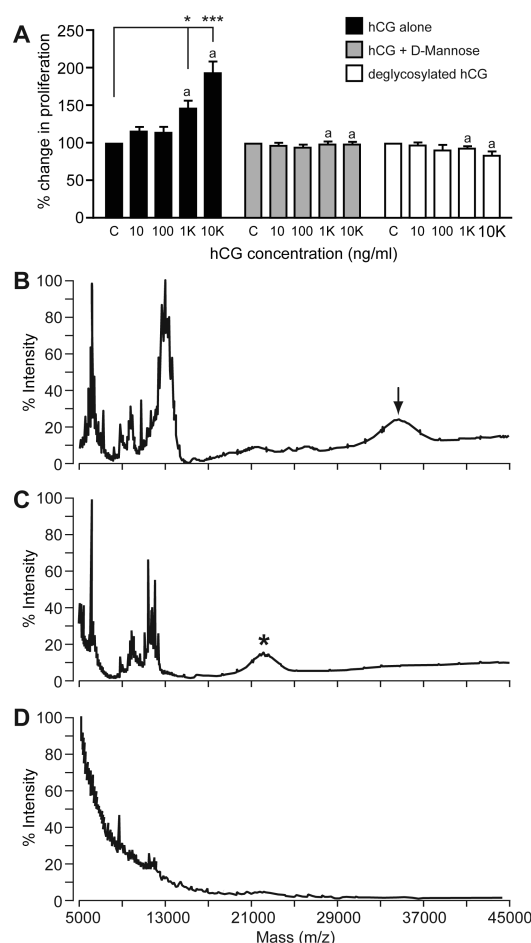 A
hCG alone
hCG + D-Mannose
deglycosylated hCG
* ***
a a a a a a
% change in proliferation
250
200
150
100
50
0
C 10 100 1K 10K C 10 100 1K 10K C 10 100 1K 10K
hCG concentration (ng/ml)
B
% Intensity
100
80
60
40
20
0
C
% Intensity
100
80
60
40
20
0
*
D
% Intensity
100
80
60
40
20
0
5000 13000 21000 29000 37000 45000
Mass (m/z)